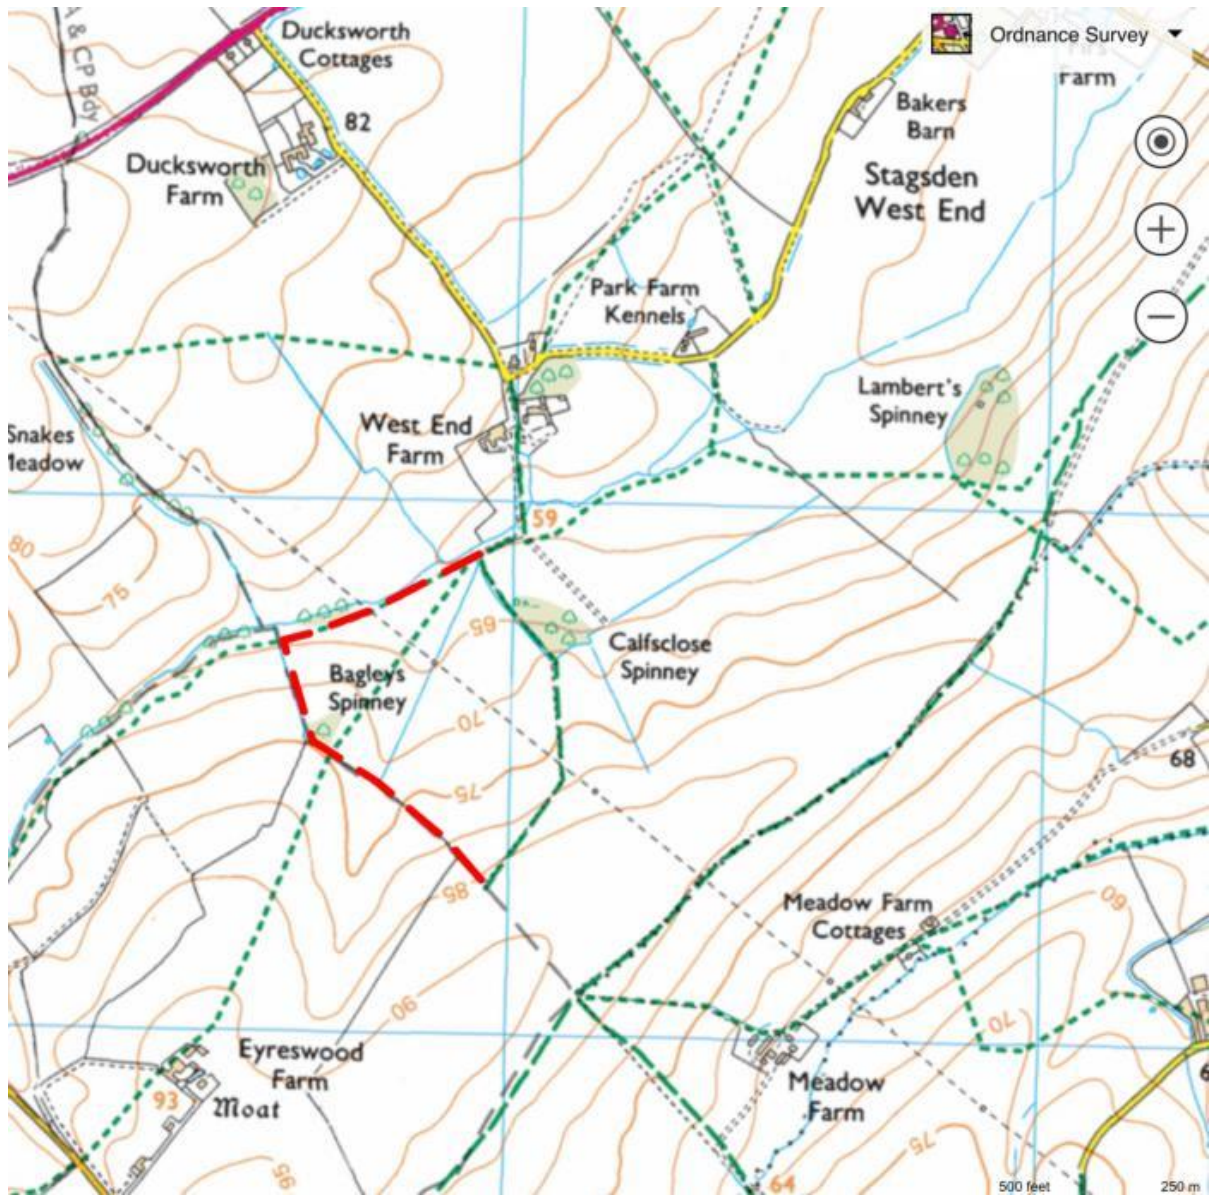 & CP Bdy
Ducksworth
Cottages
Ordnance Survey
Farm
82
Bakers
Barn
Ducksworth
Farm
Stagsden
West End
Park Farm
Kennels
Lambert's
Spinney
West End
Farm
Snakes
Meadow
59
80
75
65
Calfsclose
Spinney
Bagleys
Spinney
70
68
75
85
Meadow Farm
Cottages
60
90
70
Eyreswood
Farm
93
Moat
Meadow
Farm
75
95
64
500 feet
250 m